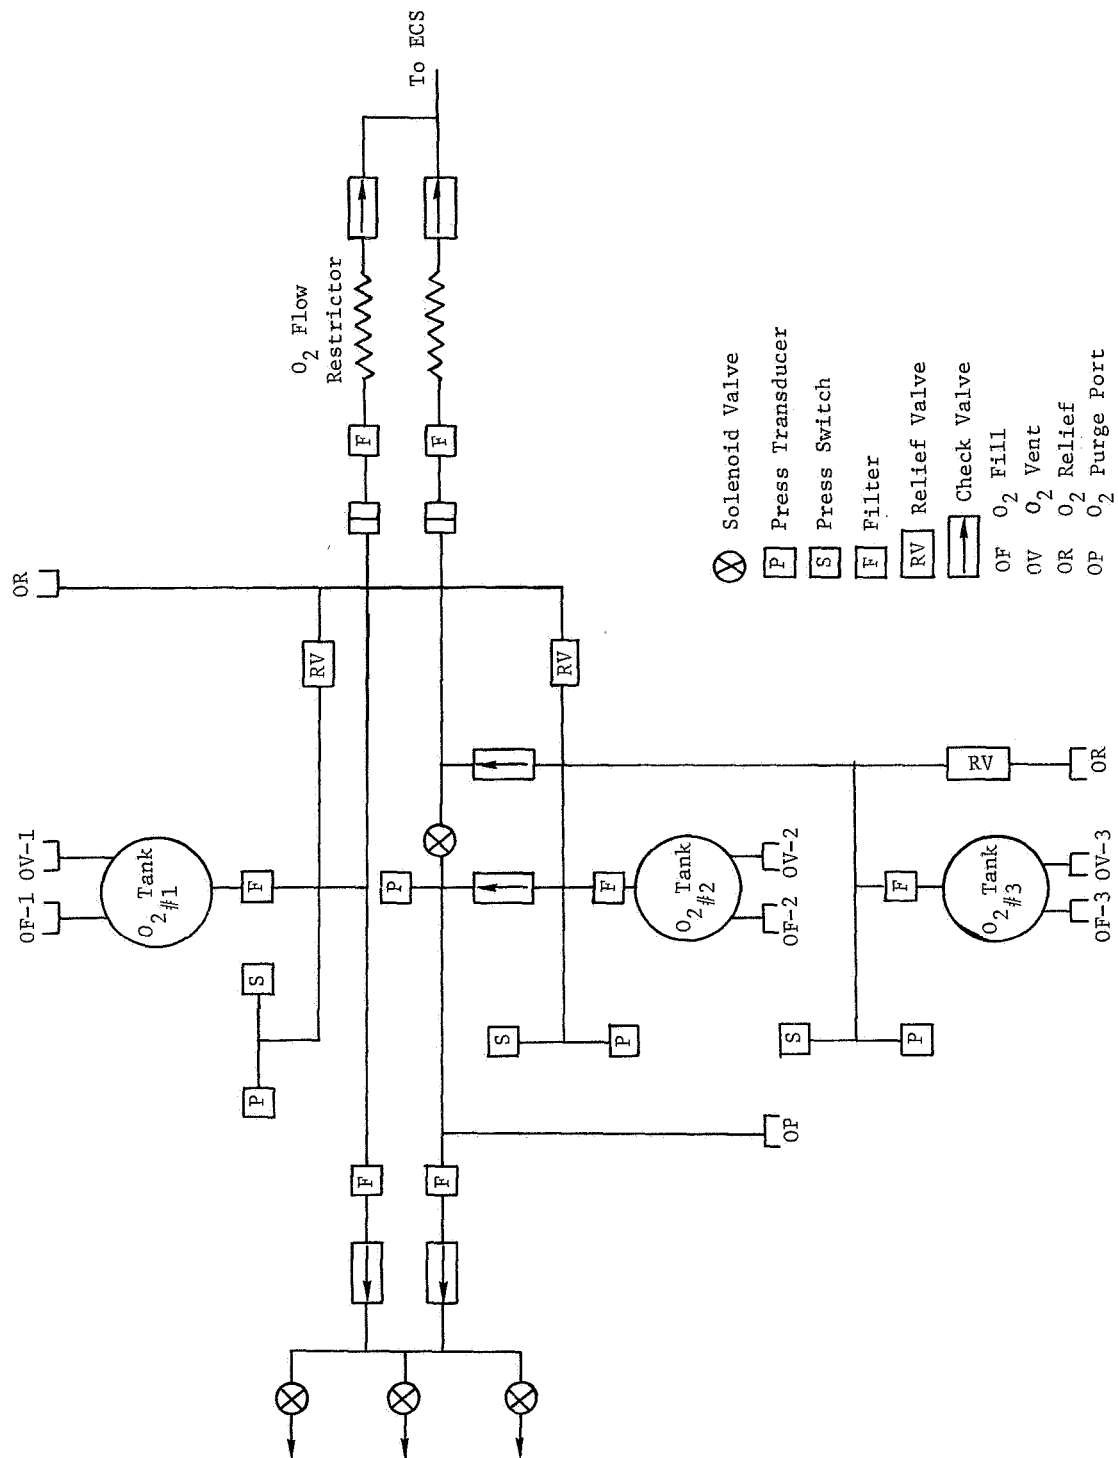 To ECS
O2 Flow
Restrictor
F
F
OR
RV
RV
RV
OR
OF-1
OV-1
O2 Tank
#1
F
P
F
O2 Tank
#2
OF-2
OV-2
F
O2 Tank
#3
OF-3
OV-3
P
S
S
P
S
P
OP
F
F
Solenoid Valve
P Press Transducer
S Press Switch
F Filter
RV Relief Valve
Check Valve
OF O2 Fill
OV O2 Vent
OR O2 Relief
OP O2 Purge Port